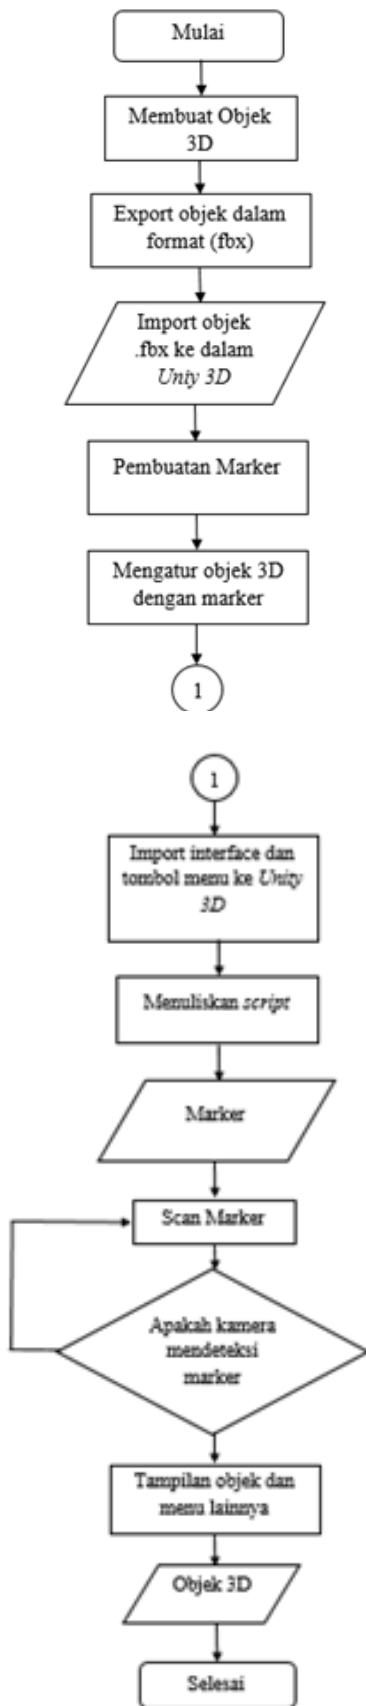 Mulai
Membuat Objek
3D
Export objek dalam
format (fbx)
Import objek
.fbx ke dalam
Uniy 3D
Pembuatan Marker
Mengatur objek 3D
dengan marker
1
1
Import interface dan
tombol menu ke Unity
3D
Menuliskan script
Marker
Scan Marker
Apakah kamera
mendeteksi
marker
Tampilan objek dan
menu lainnya
Objek 3D
Selesai